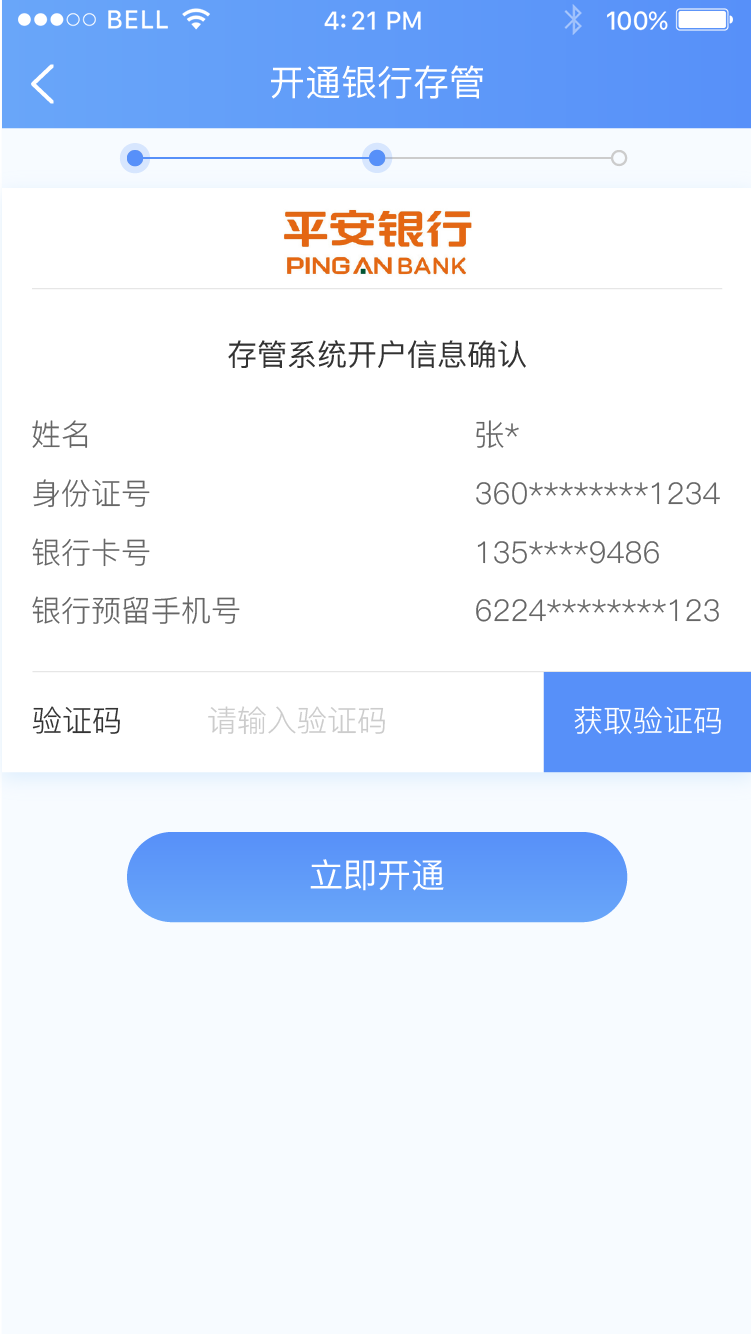 BELL 4:21 PM 100%
开通银行存管
平安银行
PING AN BANK
存管系统开户信息确认
姓名 张*
身份证号 360********1234
银行卡号 135****9486
银行预留手机号 6224********123
验证码 请输入验证码 获取验证码
立即开通